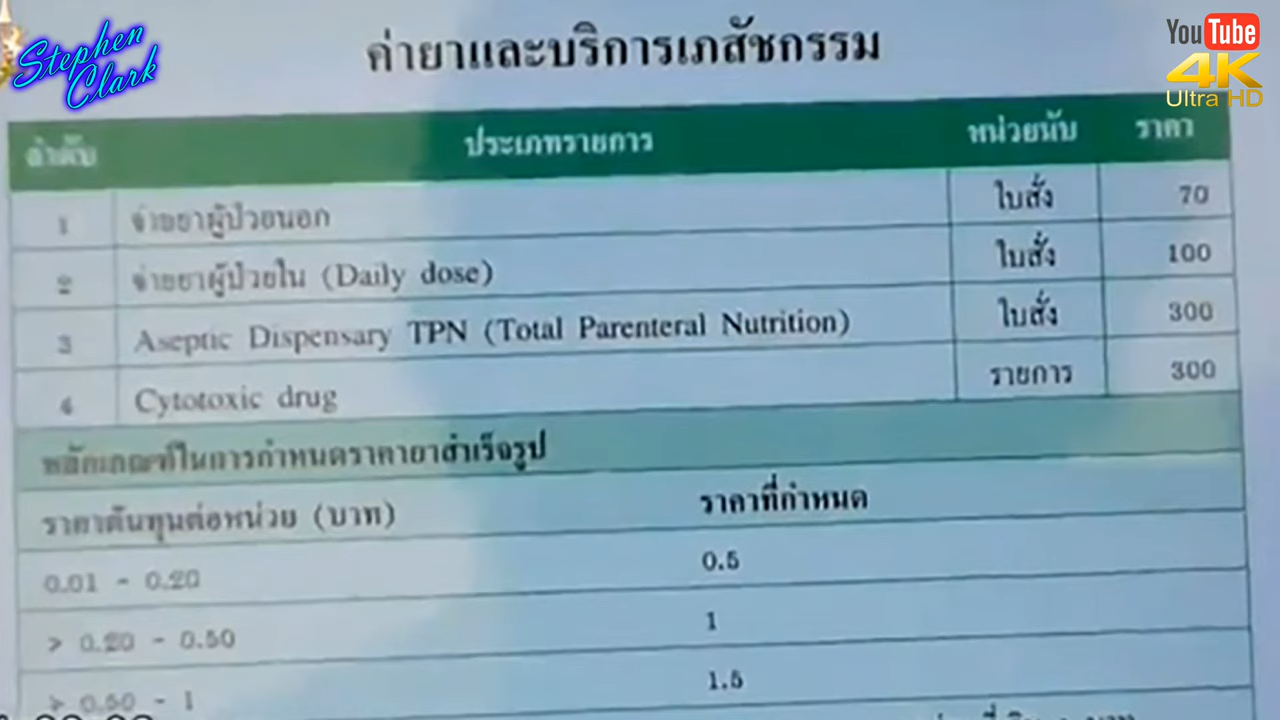 Stephen Clark
YouTube
4K
Ultra HD
ค่ายาและบริการเภสัชกรรม
ลำดับ ประเภทรายการ หน่วยนับ ราคา
1 จ่ายยาผู้ป่วยนอก ใบสั่ง 70
2 จ่ายยาผู้ป่วยใน (Daily dose) ใบสั่ง 100
3 Aseptic Dispensary TPN (Total Parenteral Nutrition) ใบสั่ง 300
4 Cytotoxic drug รายการ 300
หลักเกณฑ์ในการกำหนดราคายาสำเร็จรูป
ราคาต้นทุนต่อหน่วย (บาท) ราคาที่กำหนด
0.01 - 0.20 0.5
> 0.20 - 0.50 1
> 0.50 - 1 1.5